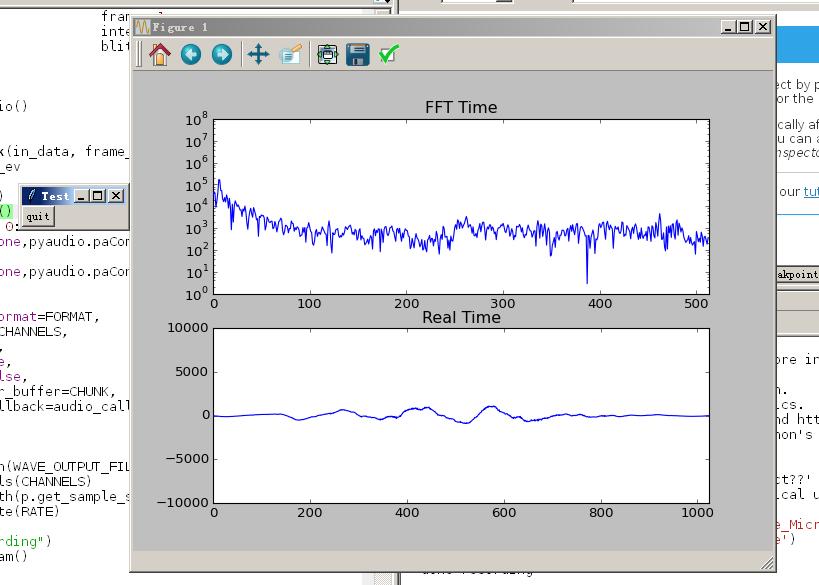 fram
inte
blit
Figure 1
io()
k(in_data, frame_
_ev
)
()
0:
Test
quit
one,pyaudio.paCon
one,pyaudio.paCon
ormat=FORMAT,
CHANNELS,
,
e,
lse,
r_buffer=CHUNK,
llback=audio_call
n(WAVE_OUTPUT_FIL
ls(CHANNELS)
th(p.get_sample_s
te(RATE)
rding")
am()
FFT Time
10^8
10^7
10^6
10^5
10^4
10^3
10^2
10^1
10^0
0 100 200 300 400 500
Real Time
10000
5000
0
−5000
−10000
0 200 400 600 800 1000
ect by p
or the
cally af
u can a
nspecto
our tut
akpoint
ore in
n.
ics.
nd htt
hon's
ct??'
ical u
e_Micr
e')